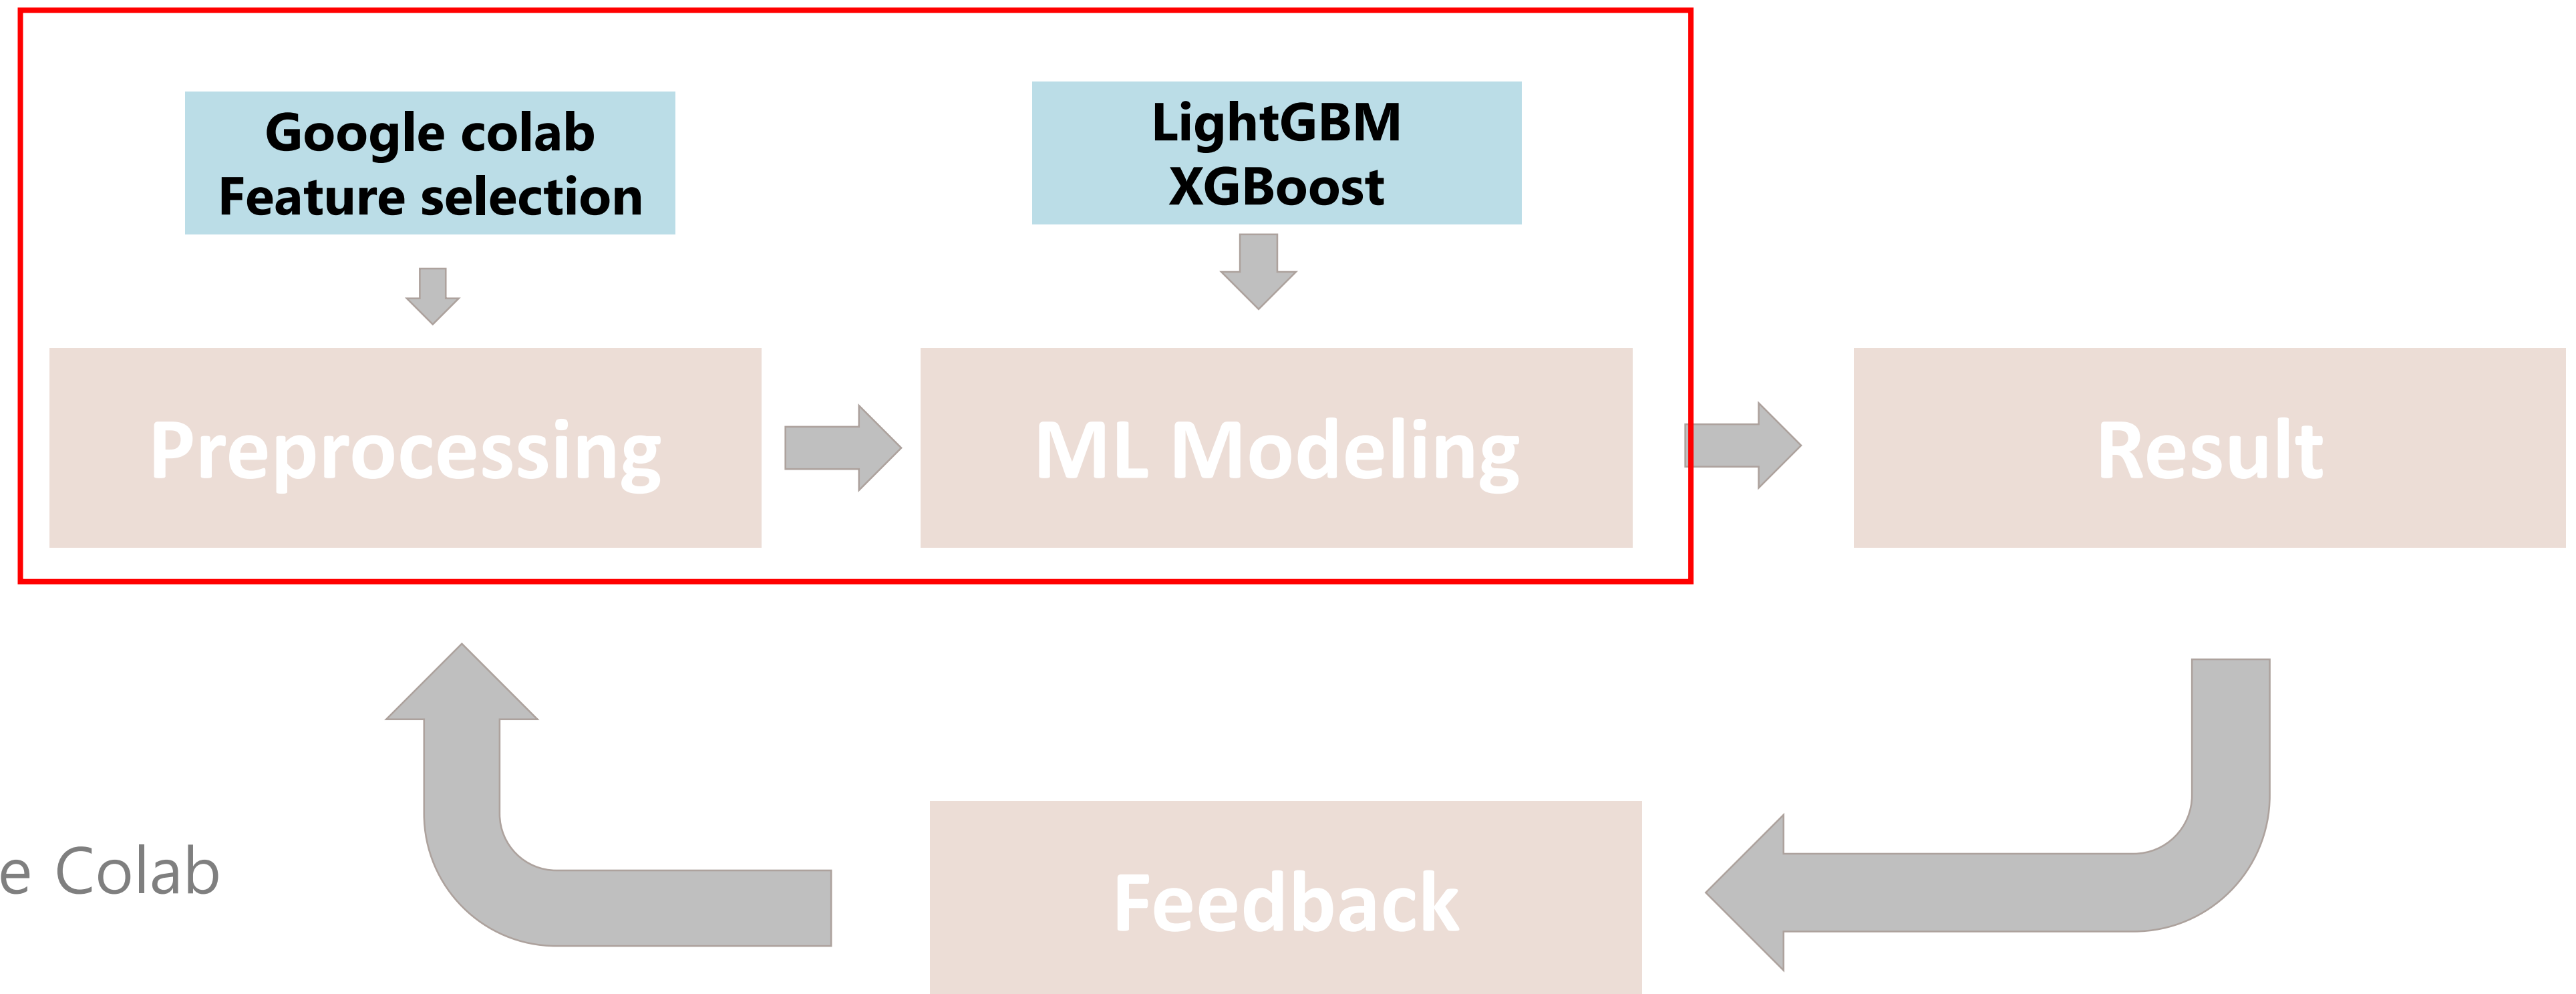 Google colab
Feature selection
LightGBM
XGBoost
Preprocessing
ML Modeling
Result
e Colab
Feedback